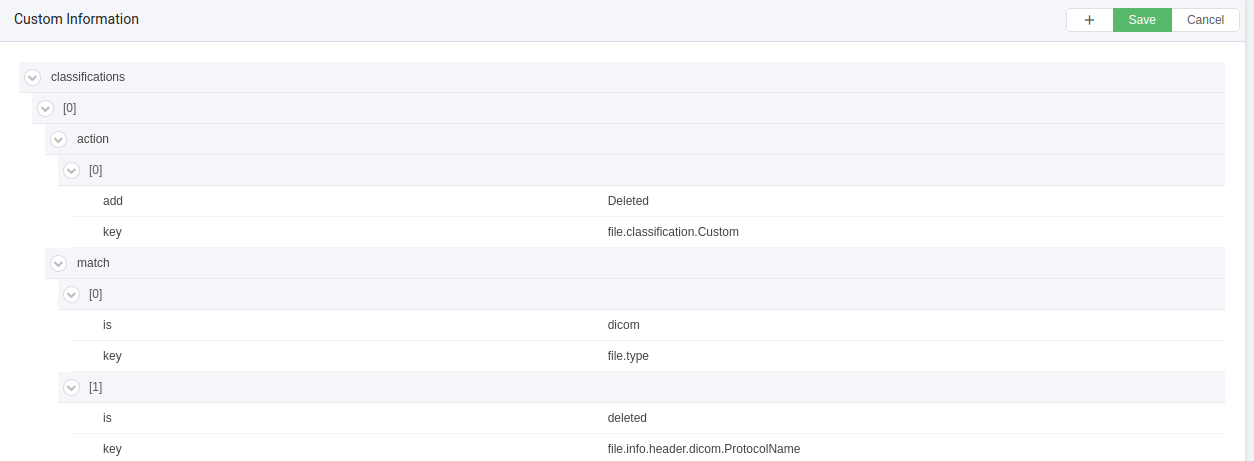 Custom Information
+ Save Cancel
classifications
[0]
action
[0]
add Deleted
key file.classification.Custom
match
[0]
is dicom
key file.type
[1]
is deleted
key file.info.header.dicom.ProtocolName